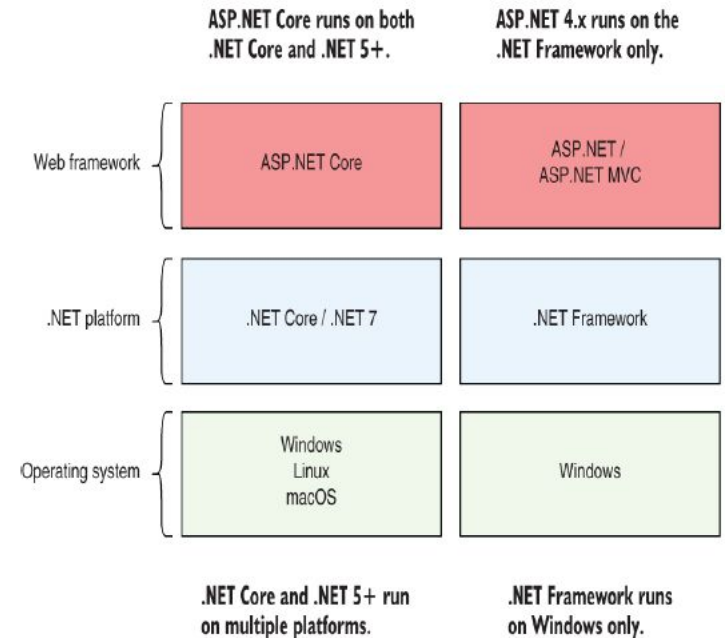 ASP.NET Core runs on both
.NET Core and .NET 5+.
ASP.NET 4.x runs on the
.NET Framework only.
Web framework
ASP.NET Core
ASP.NET /
ASP.NET MVC
.NET platform
.NET Core / .NET 7
.NET Framework
Operating system
Windows
Linux
macOS
Windows
.NET Core and .NET 5+ run
on multiple platforms.
.NET Framework runs
on Windows only.